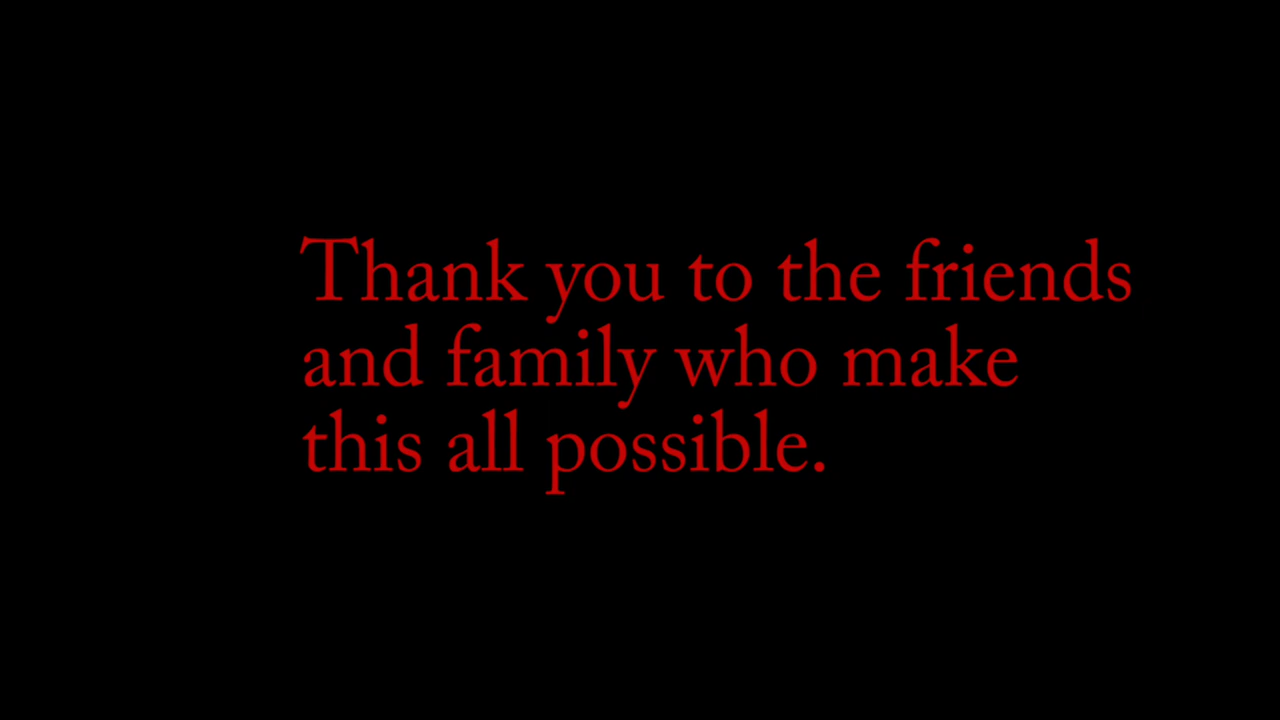 Thank you to the friends
and family who make
this all possible.